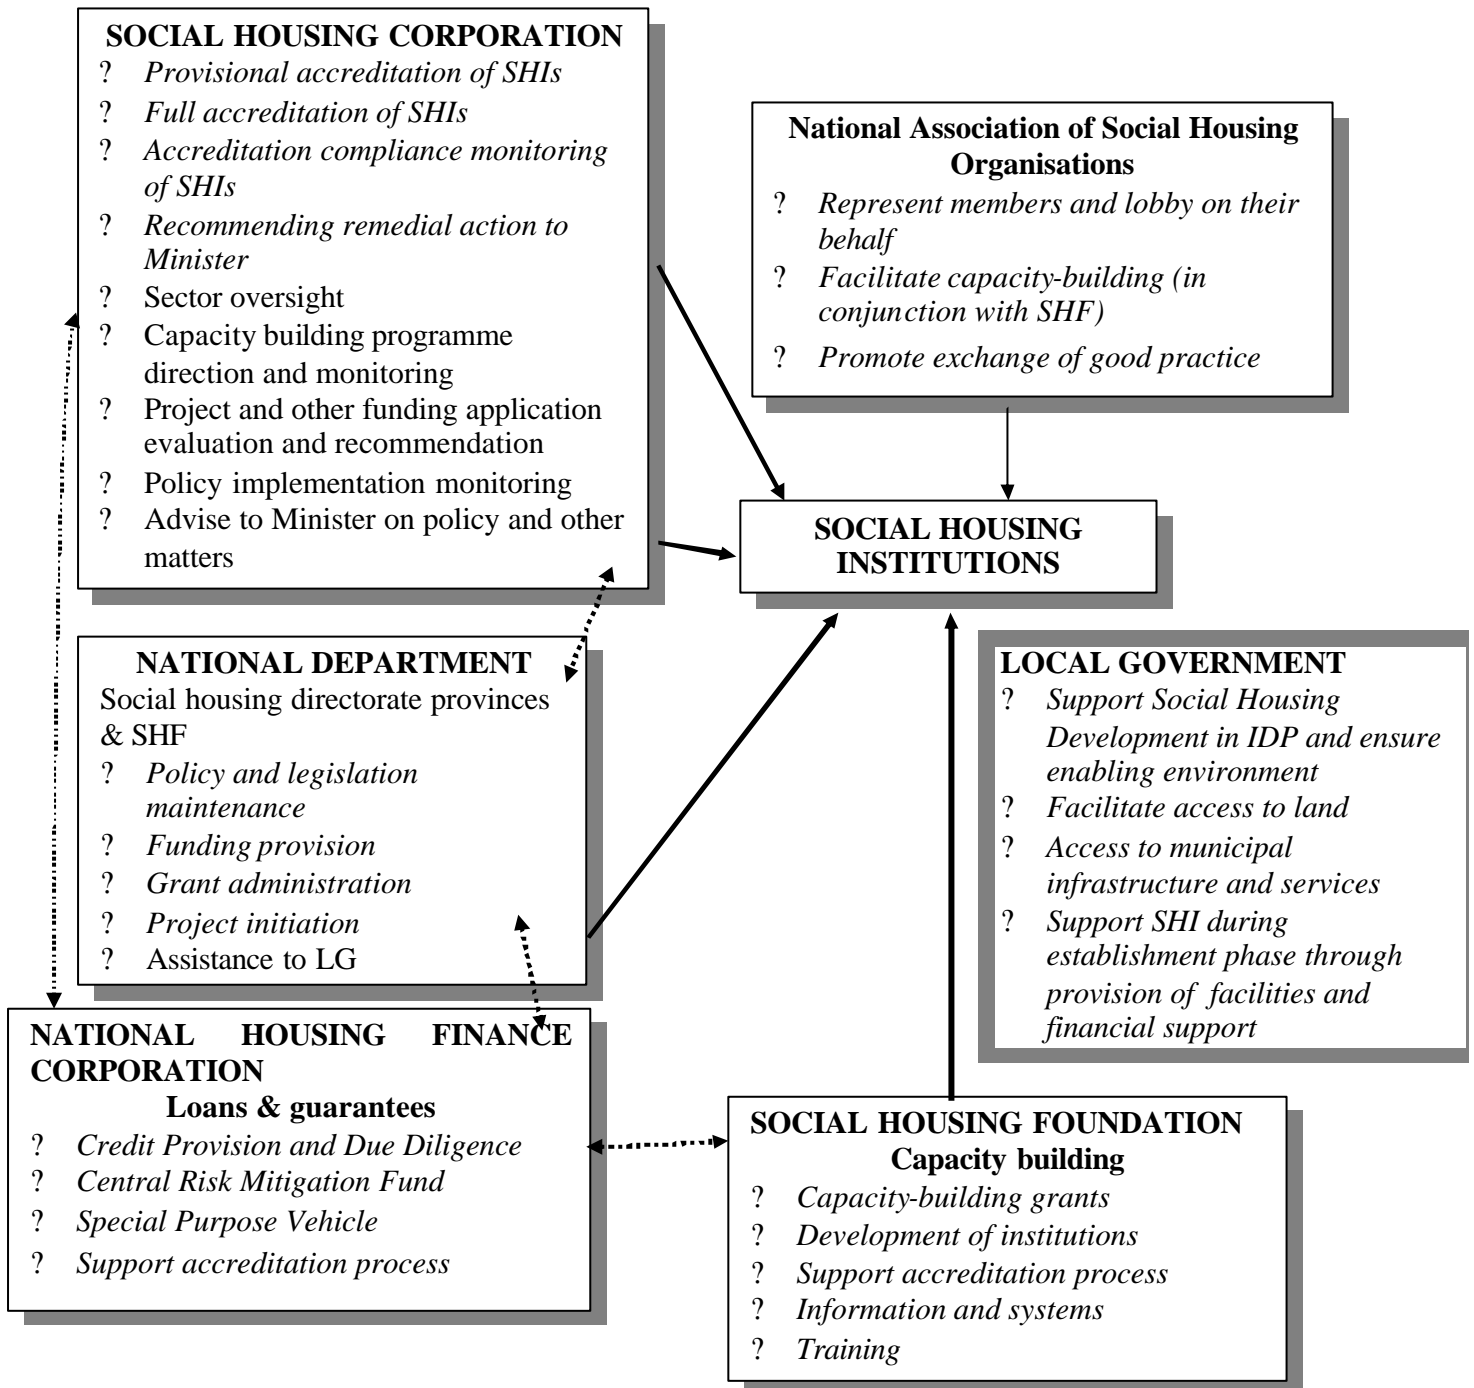 SOCIAL HOUSING CORPORATION
? Provisional accreditation of SHIs
? Full accreditation of SHIs
? Accreditation compliance monitoring
of SHIs
? Recommending remedial action to
Minister
? Sector oversight
? Capacity building programme
direction and monitoring
? Project and other funding application
evaluation and recommendation
? Policy implementation monitoring
? Advise to Minister on policy and other
matters
National Association of Social Housing
Organisations
? Represent members and lobby on their
behalf
? Facilitate capacity-building (in
conjunction with SHF)
? Promote exchange of good practice
SOCIAL HOUSING
INSTITUTIONS
NATIONAL DEPARTMENT
Social housing directorate provinces
& SHF
? Policy and legislation
maintenance
? Funding provision
? Grant administration
? Project initiation
? Assistance to LG
LOCAL GOVERNMENT
? Support Social Housing
Development in IDP and ensure
enabling environment
? Facilitate access to land
? Access to municipal
infrastructure and services
? Support SHI during
establishment phase through
provision of facilities and
financial support
NATIONAL HOUSING FINANCE
CORPORATION
Loans & guarantees
? Credit Provision and Due Diligence
? Central Risk Mitigation Fund
? Special Purpose Vehicle
? Support accreditation process
SOCIAL HOUSING FOUNDATION
Capacity building
? Capacity-building grants
? Development of institutions
? Support accreditation process
? Information and systems
? Training